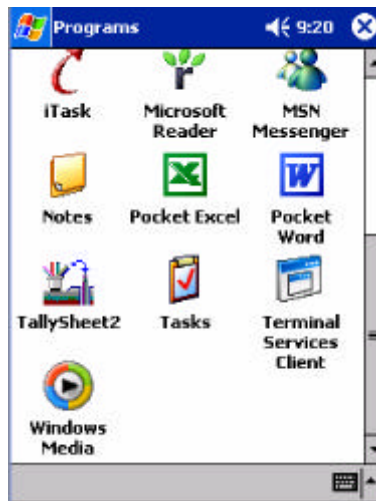 Programs 9:20
iTask Microsoft Reader MSN Messenger
Notes Pocket Excel Pocket Word
TallySheet2 Tasks Terminal Services Client
Windows Media